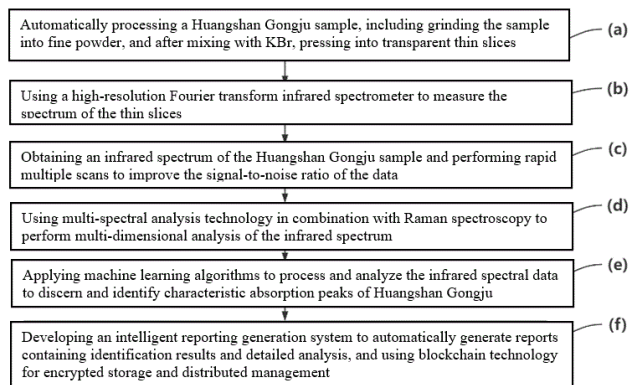 Automatically processing a Huangshan Gongju sample, including grinding the sample
into fine powder, and after mixing with KBr, pressing into transparent thin slices
(a)
Using a high-resolution Fourier transform infrared spectrometer to measure the
spectrum of the thin slices
(b)
Obtaining an infrared spectrum of the Huangshan Gongju sample and performing rapid
multiple scans to improve the signal-to-noise ratio of the data
(c)
Using multi-spectral analysis technology in combination with Raman spectroscopy to
perform multi-dimensional analysis of the infrared spectrum
(d)
Applying machine learning algorithms to process and analyze the infrared spectral data
to discern and identify characteristic absorption peaks of Huangshan Gongju
(e)
Developing an intelligent reporting generation system to automatically generate reports
containing identification results and detailed analysis, and using blockchain technology
for encrypted storage and distributed management
(f)